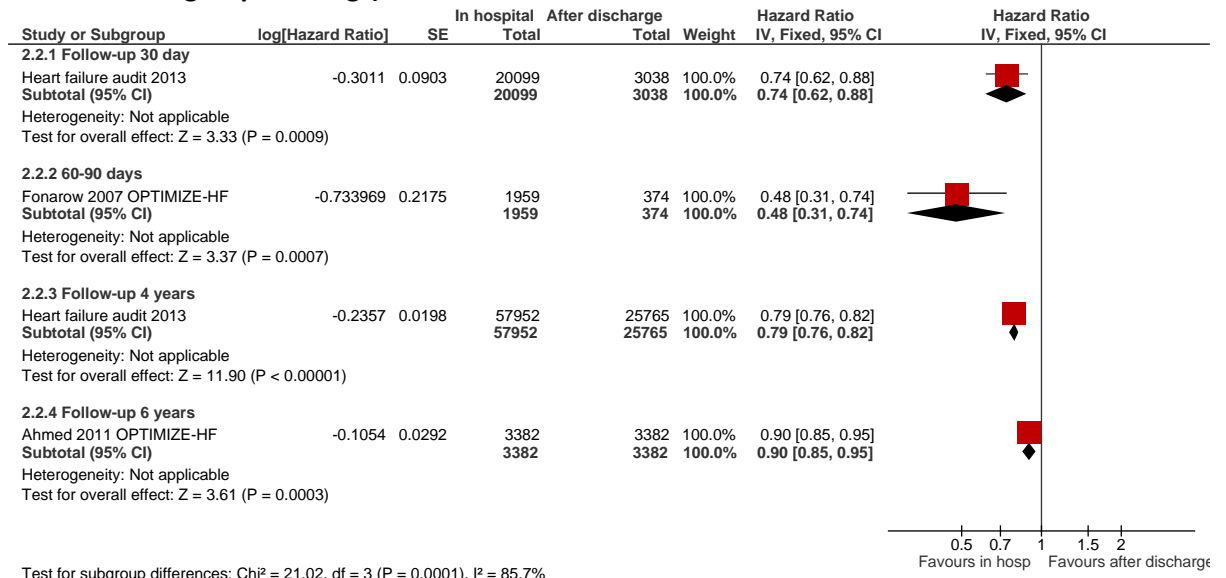 In hospital After discharge Hazard Ratio Hazard Ratio
Study or Subgroup log[Hazard Ratio] SE Total Total Weight IV, Fixed, 95% CI IV, Fixed, 95% CI
2.2.1 Follow-up 30 day
Heart failure audit 2013 -0.3011 0.0903 20099 3038 100.0% 0.74 [0.62, 0.88]
Subtotal (95% CI) 20099 3038 100.0% 0.74 [0.62, 0.88]
Heterogeneity: Not applicable
Test for overall effect: Z = 3.33 (P = 0.0009)
2.2.2 60-90 days
Fonarow 2007 OPTIMIZE-HF -0.733969 0.2175 1959 374 100.0% 0.48 [0.31, 0.74]
Subtotal (95% CI) 1959 374 100.0% 0.48 [0.31, 0.74]
Heterogeneity: Not applicable
Test for overall effect: Z = 3.37 (P = 0.0007)
2.2.3 Follow-up 4 years
Heart failure audit 2013 -0.2357 0.0198 57952 25765 100.0% 0.79 [0.76, 0.82]
Subtotal (95% CI) 57952 25765 100.0% 0.79 [0.76, 0.82]
Heterogeneity: Not applicable
Test for overall effect: Z = 11.90 (P < 0.00001)
2.2.4 Follow-up 6 years
Ahmed 2011 OPTIMIZE-HF -0.1054 0.0292 3382 3382 100.0% 0.90 [0.85, 0.95]
Subtotal (95% CI) 3382 3382 100.0% 0.90 [0.85, 0.95]
Heterogeneity: Not applicable
Test for overall effect: Z = 3.61 (P = 0.0003)
0.5 0.7 1 1.5 2
Favours in hosp Favours after discharge
Test for subgroup differences: Chi² = 21.02, df = 3 (P = 0.0001), I² = 85.7%